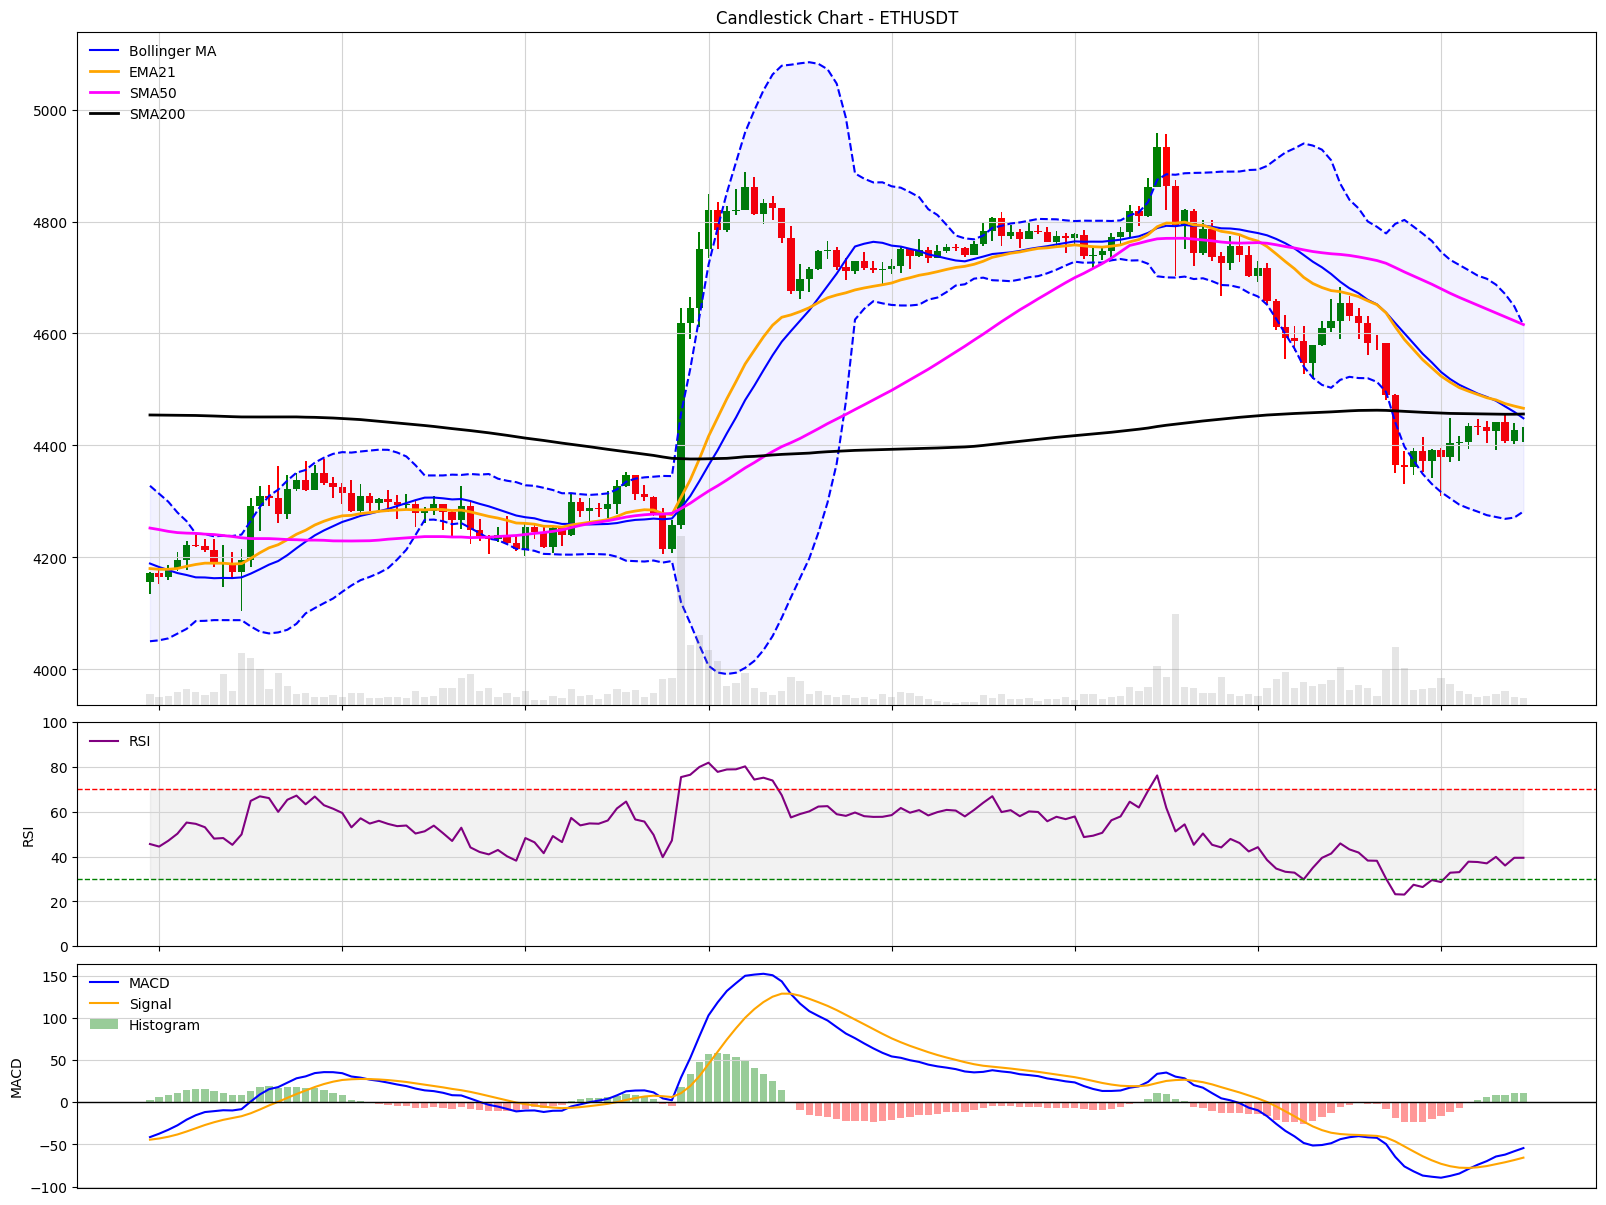 Candlestick Chart - ETHUSDT
Bollinger MA
EMA21
SMA50
SMA200
5000
4800
4600
4400
4200
4000
RSI
100
80
60
40
20
0
RSI
MACD
Signal
Histogram
150
100
50
0
−50
−100
MACD